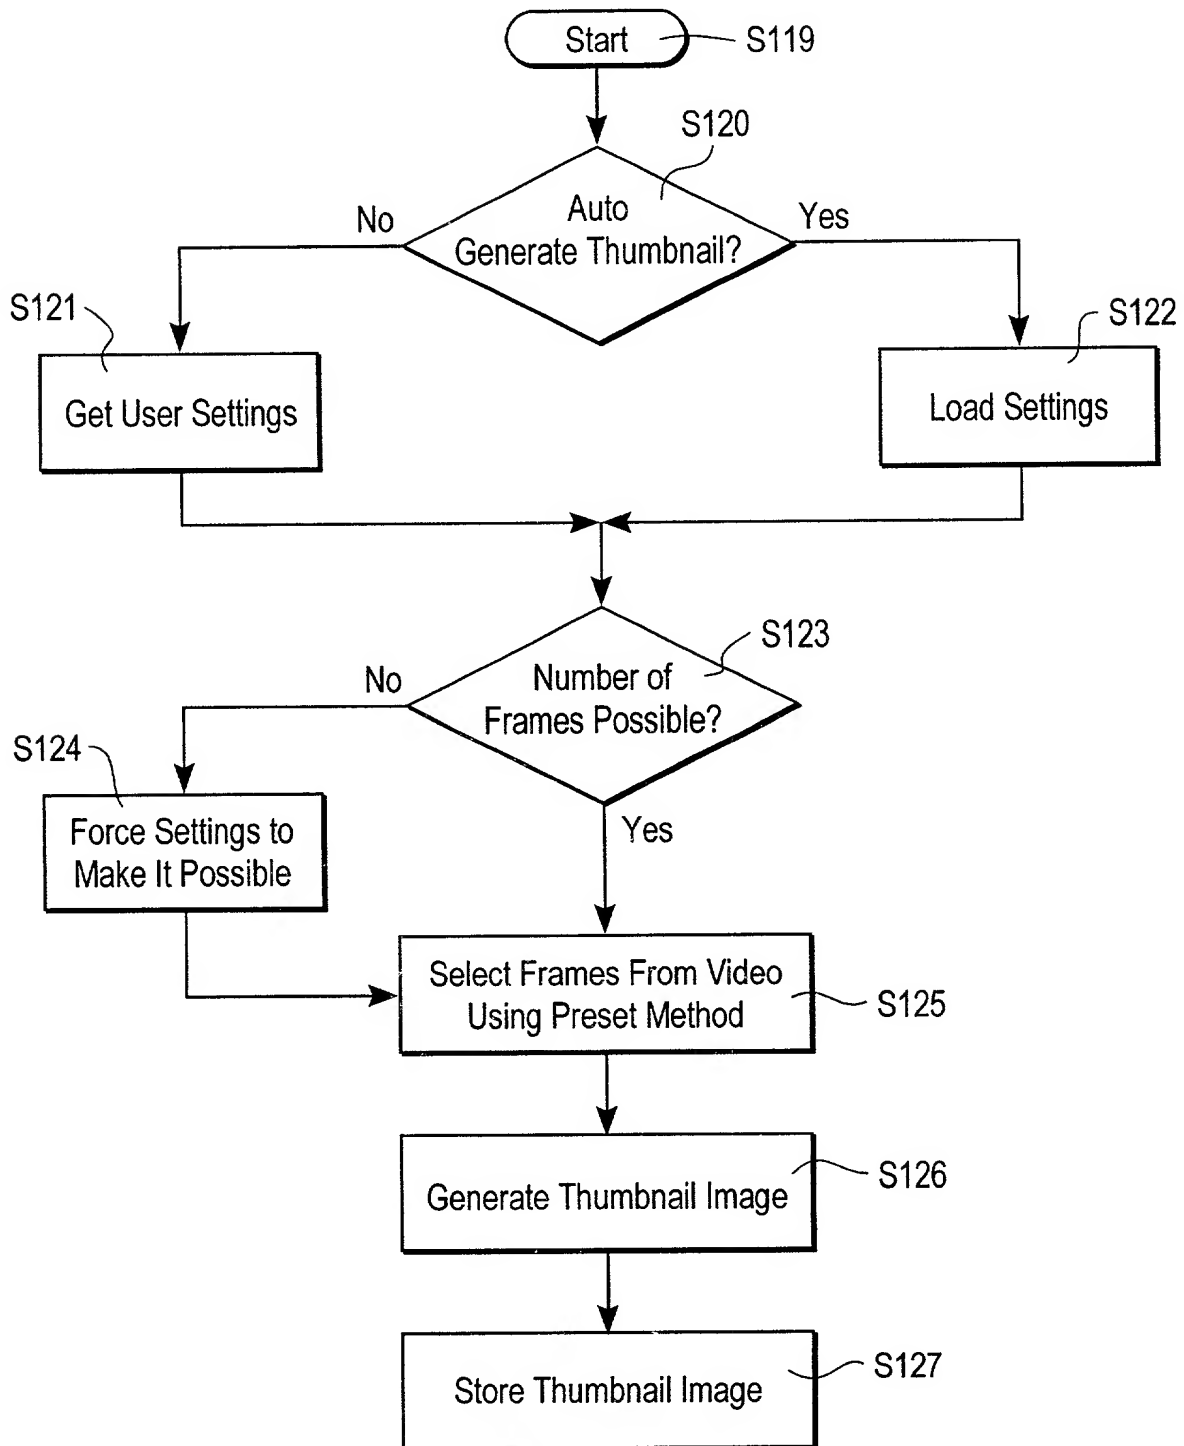 Start
S119
S120
Auto
Generate Thumbnail?
No
Yes
S121
S122
Get User Settings
Load Settings
S123
Number of
Frames Possible?
No
Yes
S124
Force Settings to
Make It Possible
Select Frames From Video
Using Preset Method
S125
Generate Thumbnail Image
S126
Store Thumbnail Image
S127